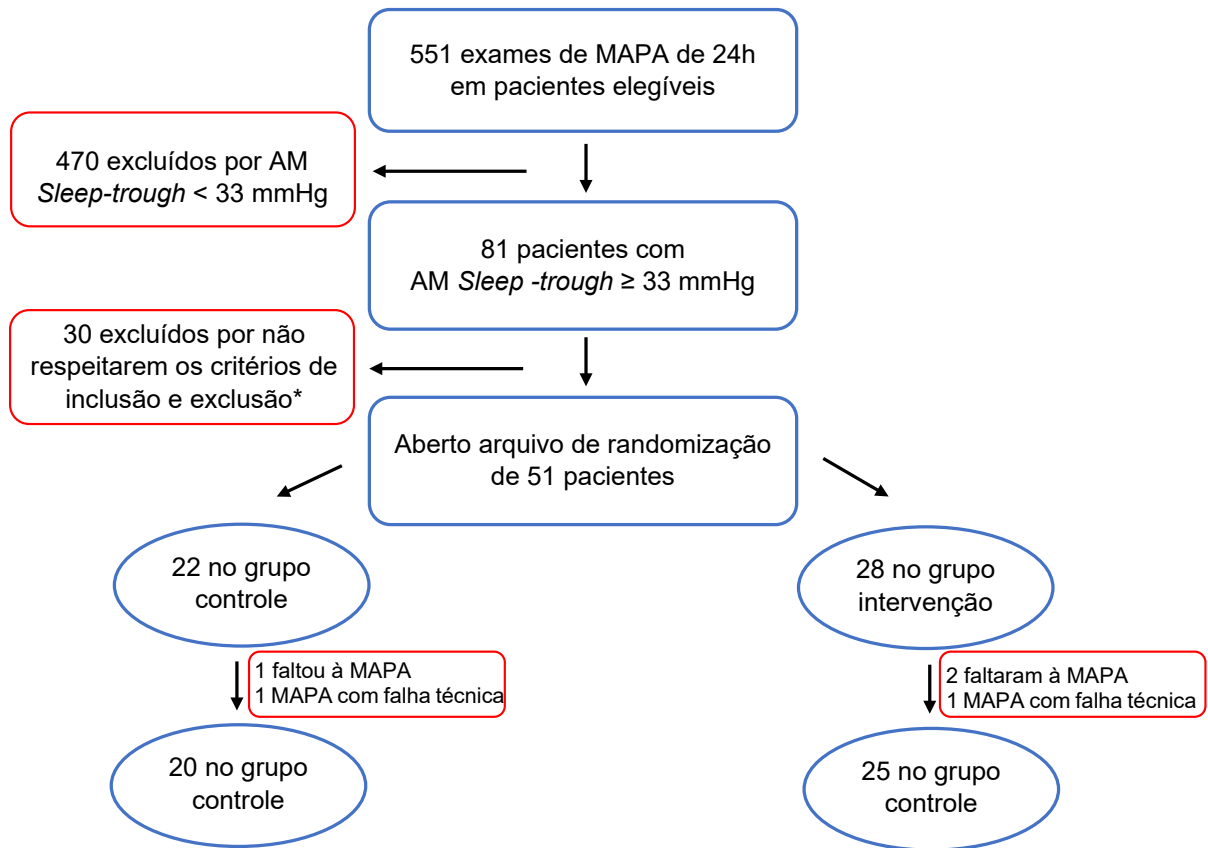 551 exames de MAPA de 24h
em pacientes elegíveis
470 excluídos por AM
Sleep-trough < 33 mmHg
81 pacientes com
AM Sleep -trough ≥ 33 mmHg
30 excluídos por não
respeitarem os critérios de
inclusão e exclusão*
Aberto arquivo de randomização
de 51 pacientes
22 no grupo
controle
28 no grupo
intervenção
1 faltou à MAPA
1 MAPA com falha técnica
2 faltaram à MAPA
1 MAPA com falha técnica
20 no grupo
controle
25 no grupo
controle